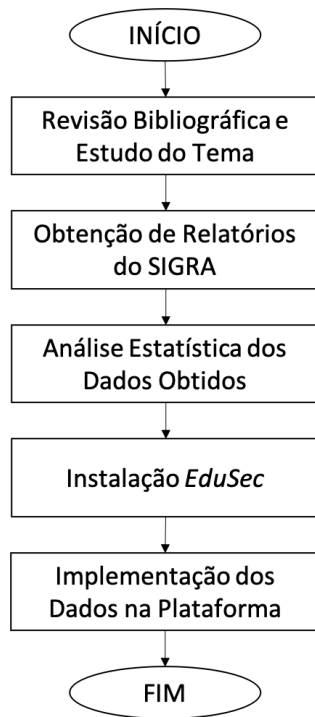 INÍCIO
Revisão Bibliográfica e
Estudo do Tema
Obtenção de Relatórios
do SIGRA
Análise Estatística dos
Dados Obtidos
Instalação EduSec
Implementação dos
Dados na Plataforma
FIM